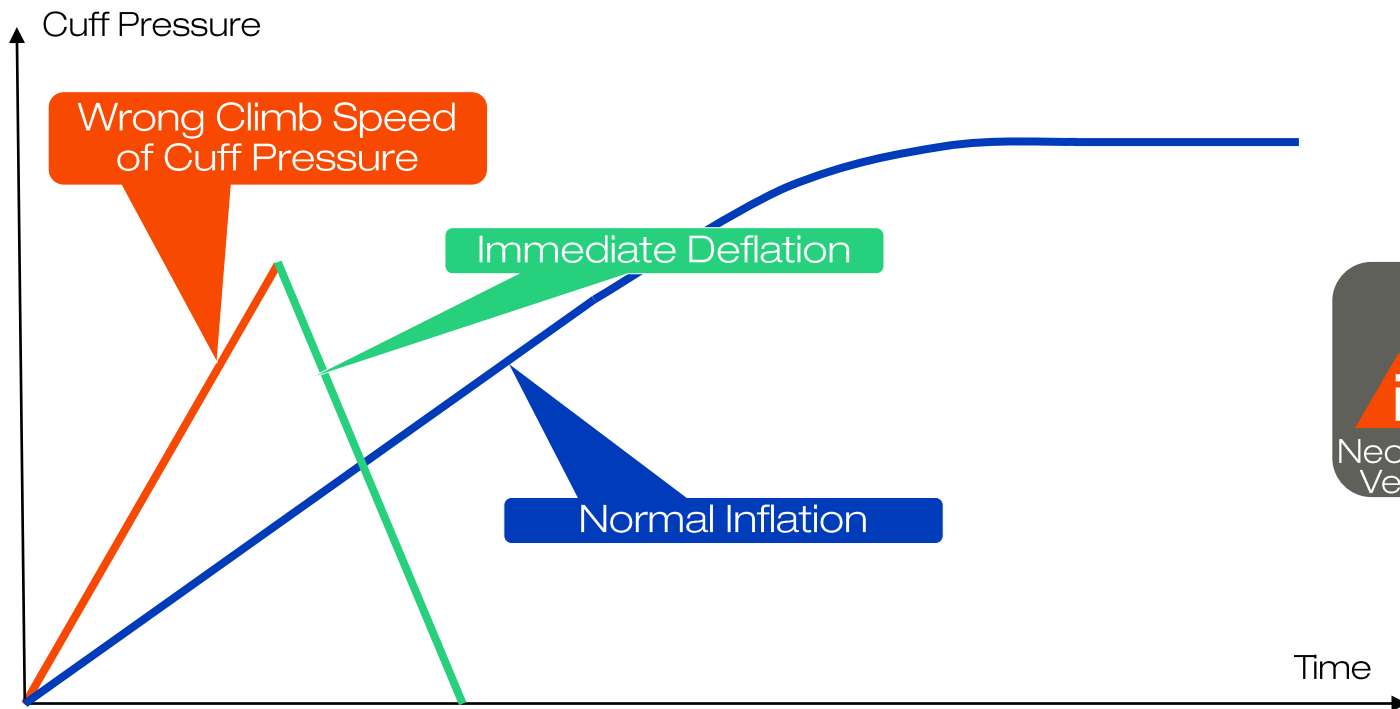 Cuff Pressure
Wrong Climb Speed
of Cuff Pressure
Immediate Deflation
Normal Inflation
Time